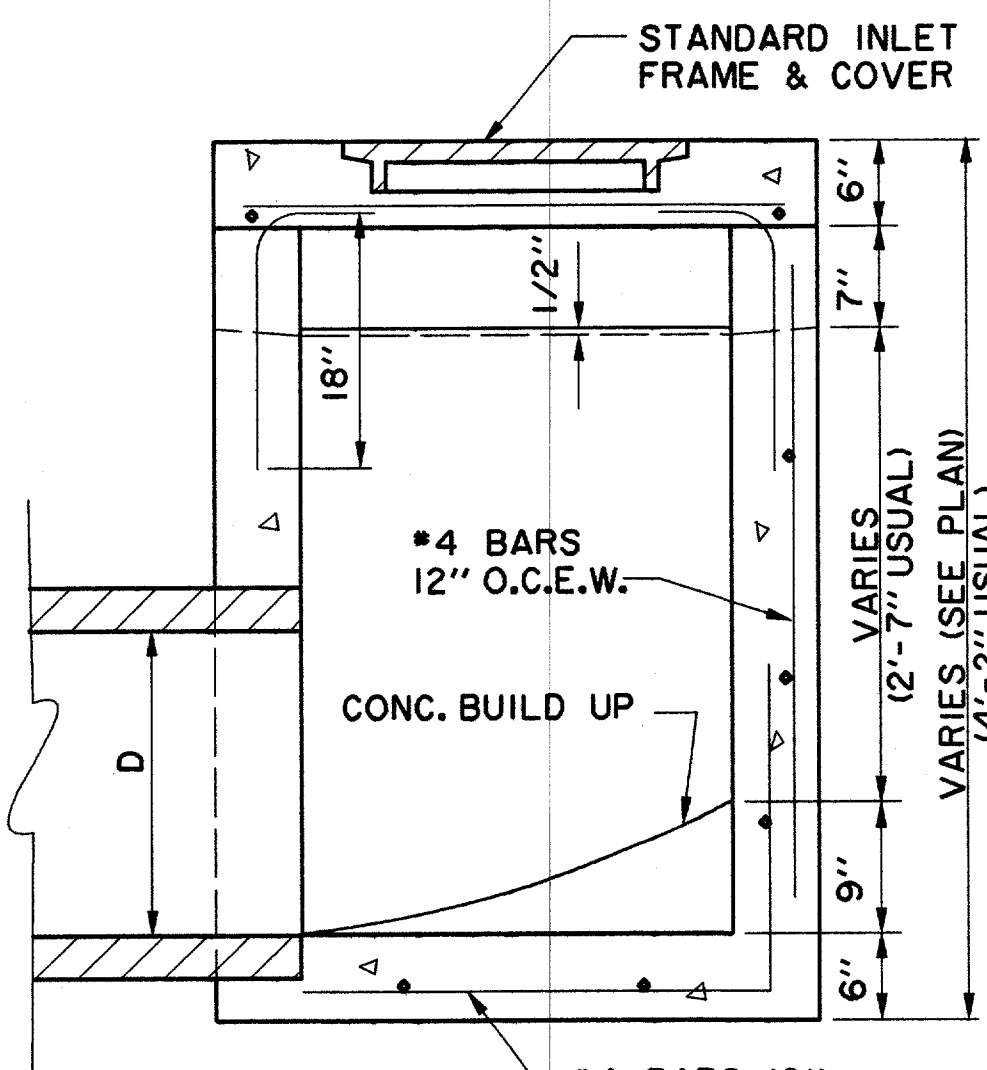 STANDARD INLET
FRAME & COVER
6"
7"
1/2"
18"
#4 BARS
12" O.C.E.W.
VARIES
(2'-7" USUAL)
VARIES (SEE PLAN)
CONC. BUILD UP
D
9"
6"